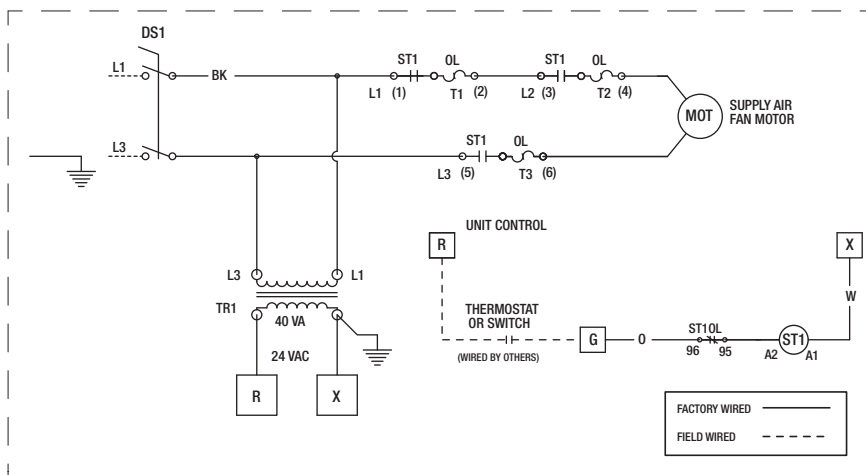 DS1
L1
BK
ST1
OL
ST1
OL
L1 (1)
T1 (2)
L2 (3)
T2 (4)
MOT
SUPPLY AIR
FAN MOTOR
L3
ST1
OL
L3 (5)
T3 (6)
UNIT CONTROL
R
X
L3
L1
TR1
40 VA
24 VAC
R
X
THERMOSTAT
OR SWITCH
(WIRED BY OTHERS)
G
O
ST1OL
96
95
A2
ST1
A1
W
FACTORY WIRED
FIELD WIRED